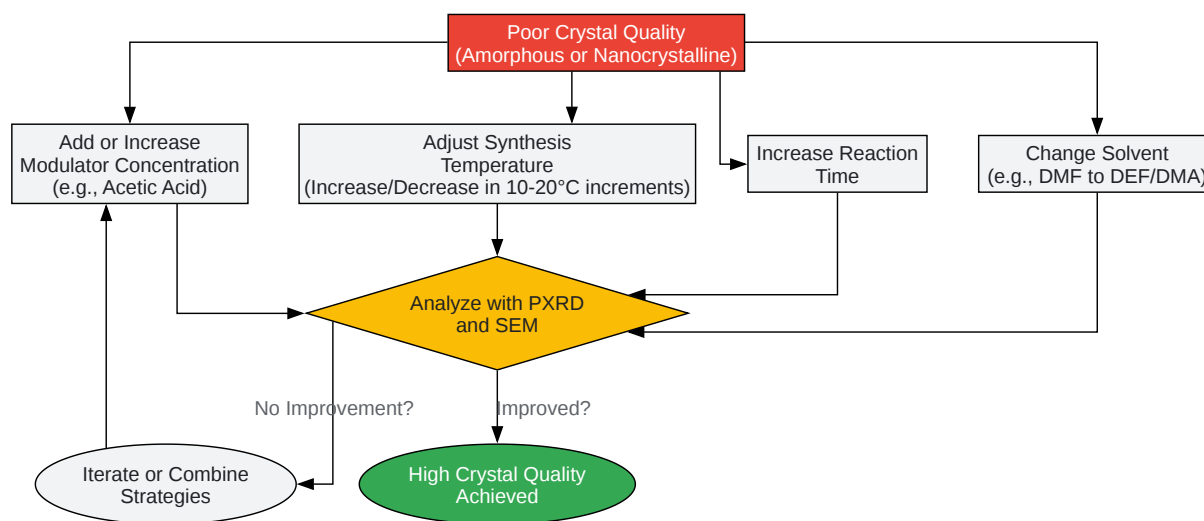 Poor Crystal Quality
(Amorphous or Nanocrystalline)
Add or Increase
Modulator Concentration
(e.g., Acetic Acid)
Adjust Synthesis
Temperature
(Increase/Decrease in 10-20°C increments)
Increase Reaction
Time
Change Solvent
(e.g., DMF to DEF/DMA)
Analyze with PXRD
and SEM
No Improvement?
Improved?
Iterate or Combine
Strategies
High Crystal Quality
Achieved